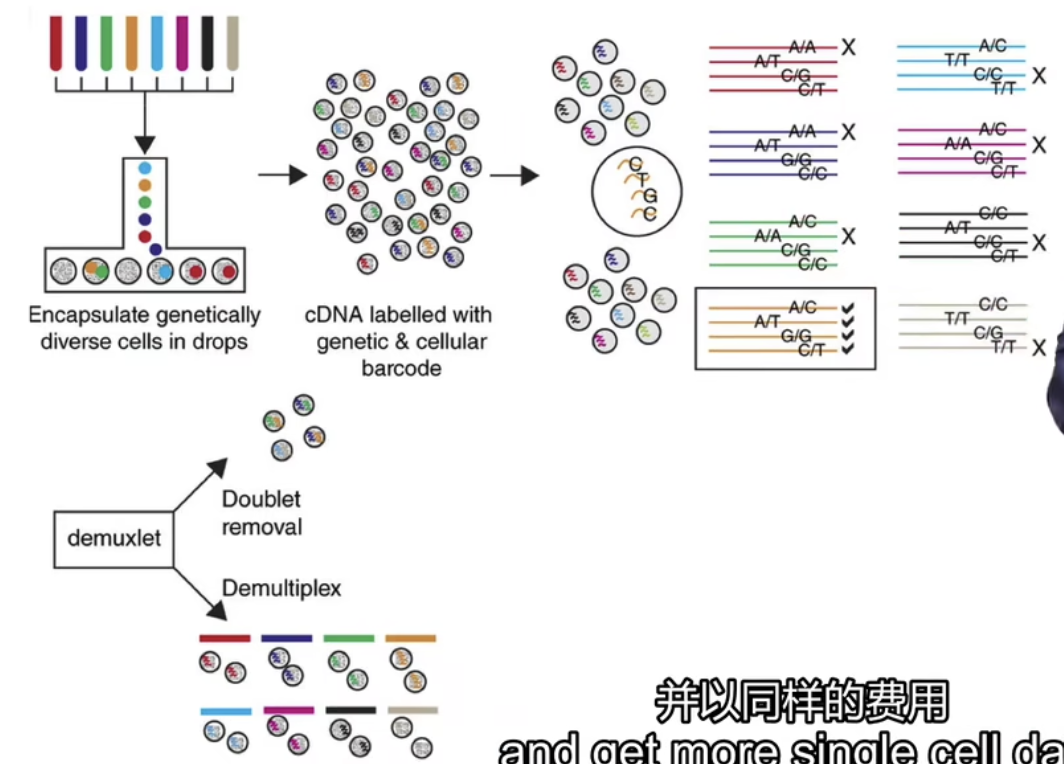 Encapsulate genetically
diverse cells in drops
cDNA labelled with
genetic & cellular
barcode
C
T
G
C
A/A X
A/T
C/G
C/T
A/A X
A/T
G/G
C/C
A/C
A/A X
C/G
C/C
A/C
A/T
G/G
C/T
A/C
T/T
C/C X
T/T
A/C
A/A X
C/G
C/T
C/C
A/T
C/C X
C/T
C/C
T/T
C/G
T/T X
demuxlet
Doublet
removal
Demultiplex
并以同样的费用
and get more single cell da